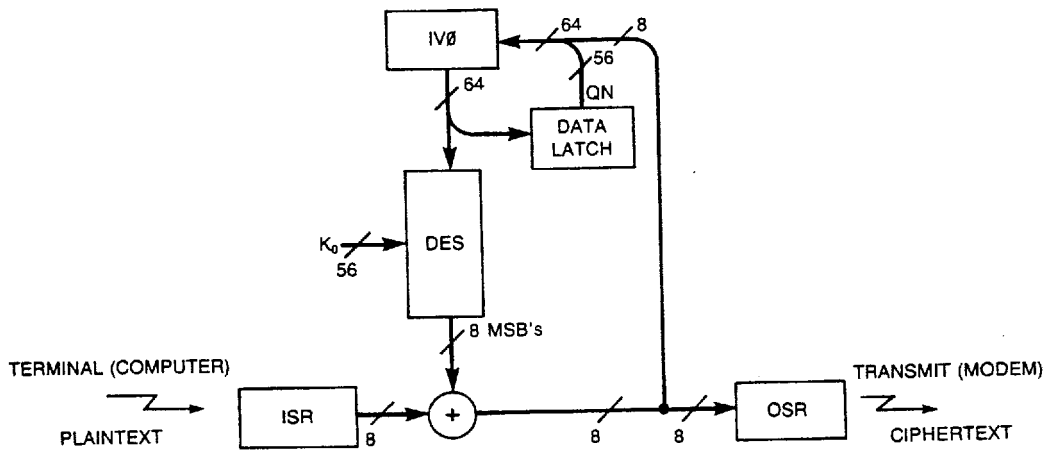 IVØ
64
8
56
64
QN
DATA
LATCH
K₀
56
DES
8 MSB's
TERMINAL (COMPUTER)
PLAINTEXT
ISR
8
+
8
8
OSR
TRANSMIT (MODEM)
CIPHERTEXT